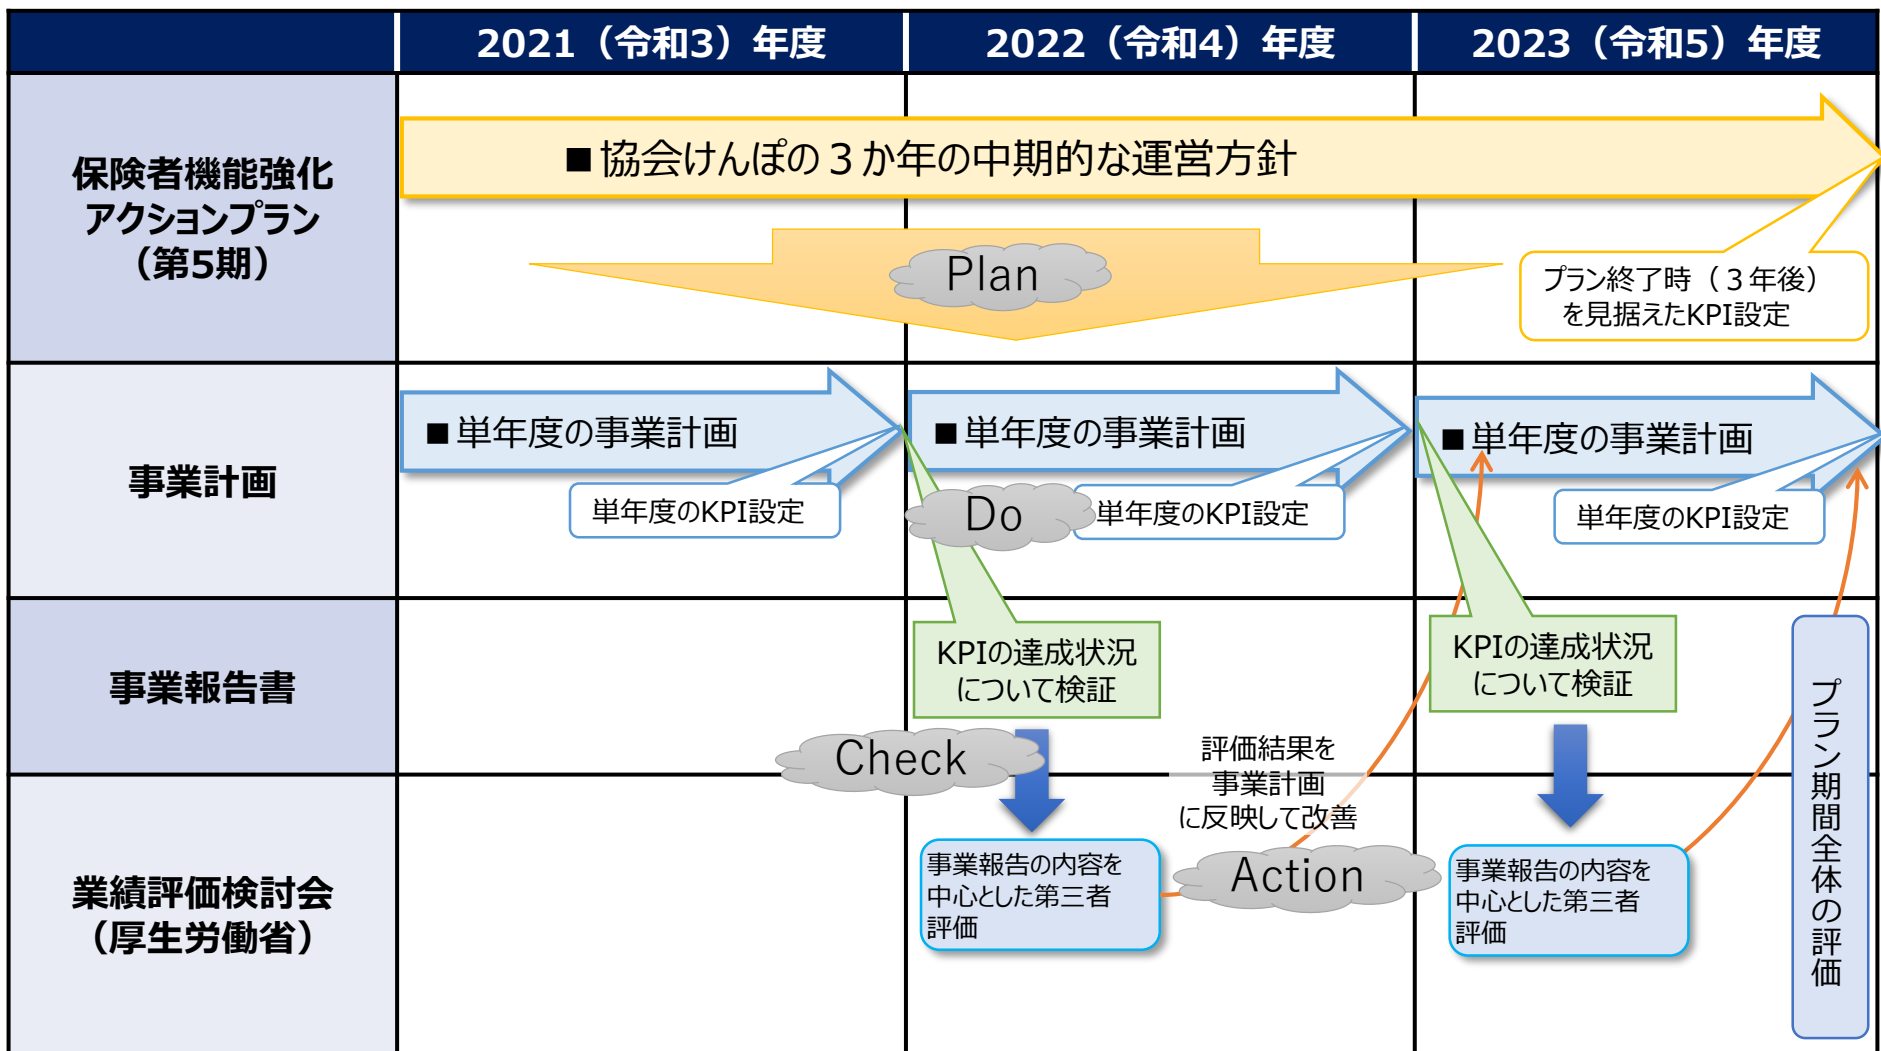 2021（令和3）年度
2022（令和4）年度
2023（令和5）年度
保険者機能強化
アクションプラン
（第5期）
■協会けんぽの３か年の中期的な運営方針
Plan
プラン終了時（３年後）
を見据えたKPI設定
事業計画
■単年度の事業計画
単年度のKPI設定
■単年度の事業計画
Do
単年度のKPI設定
■単年度の事業計画
単年度のKPI設定
事業報告書
KPIの達成状況
について検証
KPIの達成状況
について検証
Check
評価結果を
事業計画
に反映して改善
プラン期間全体の評価
業績評価検討会
（厚生労働省）
事業報告の内容を
中心とした第三者
評価
Action
事業報告の内容を
中心とした第三者
評価